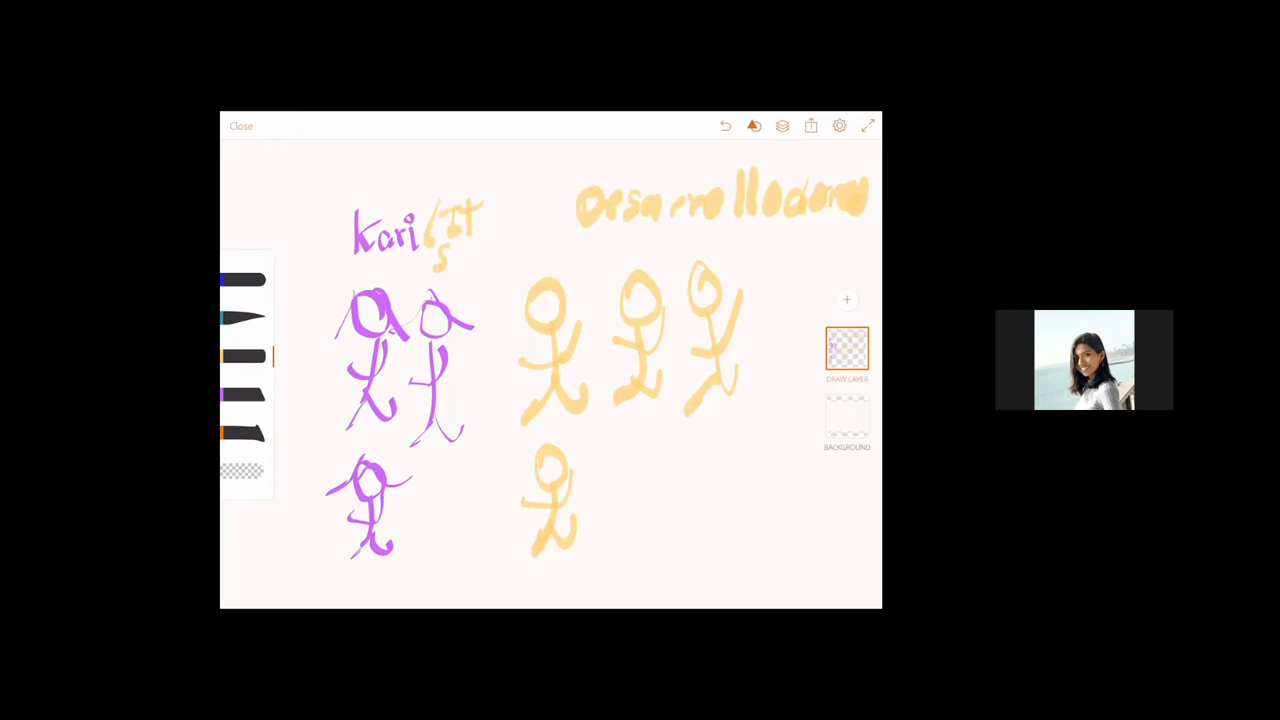 Close
Desarrolladores
Kari
DRAW LAYER
BACKGROUND